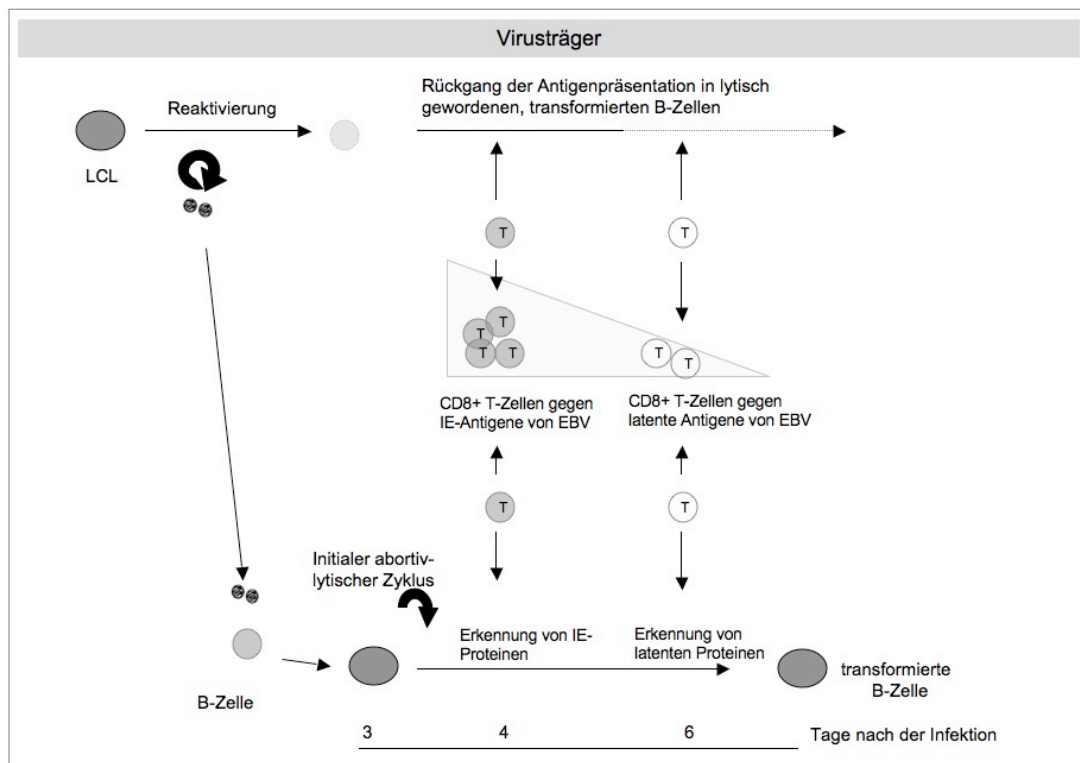 Virusträger
Reaktivierung
LCL
Rückgang der Antigenpräsentation in lytisch
gewordenen, transformierten B-Zellen
T
T
T
T
T
T
T
T
CD8+ T-Zellen gegen
IE-Antigene von EBV
CD8+ T-Zellen gegen
latente Antigene von EBV
T
T
Initialer abortiv-
lytischer Zyklus
Erkennung von IE-
Proteinen
Erkennung von
latenten Proteinen
B-Zelle
transformierte
B-Zelle
3
4
6
Tage nach der Infektion